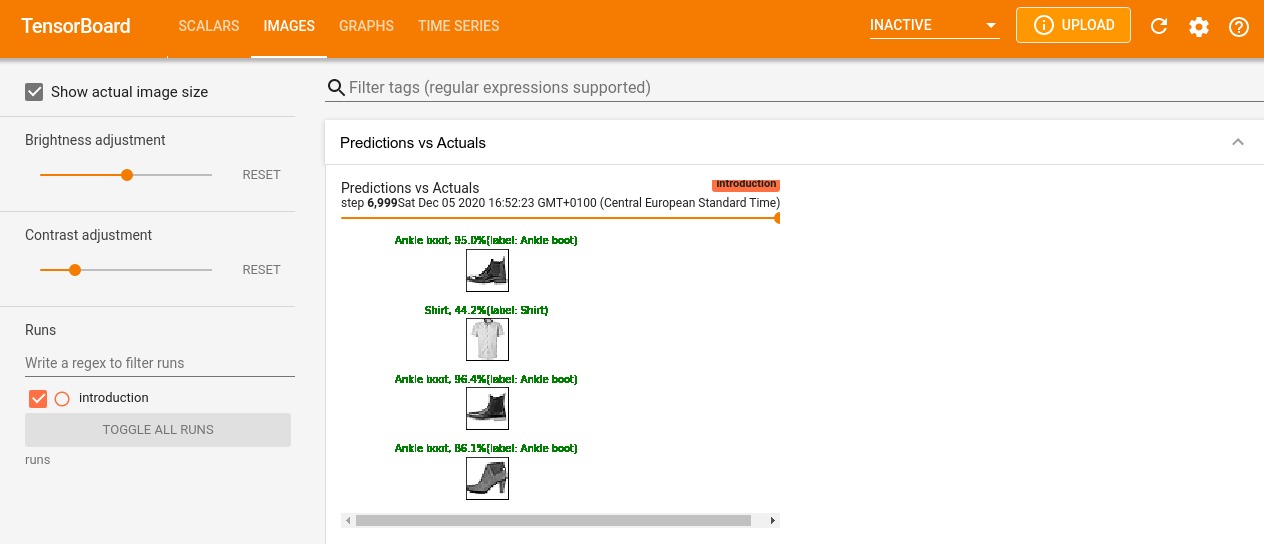 TensorBoard
SCALARS
IMAGES
GRAPHS
TIME SERIES
INACTIVE
UPLOAD
Show actual image size
Filter tags (regular expressions supported)
Brightness adjustment
RESET
Contrast adjustment
RESET
Runs
Write a regex to filter runs
introduction
TOGGLE ALL RUNS
runs
Predictions vs Actuals
Predictions vs Actuals
introduction
step 6,999Sat Dec 05 2020 16:52:23 GMT+0100 (Central European Standard Time)
Ankle boot, 95.0%(label: Ankle boot)
Shirt, 44.2%(label: Shirt)
Ankle boot, 96.4%(label: Ankle boot)
Ankle boot, 86.1%(label: Ankle boot)